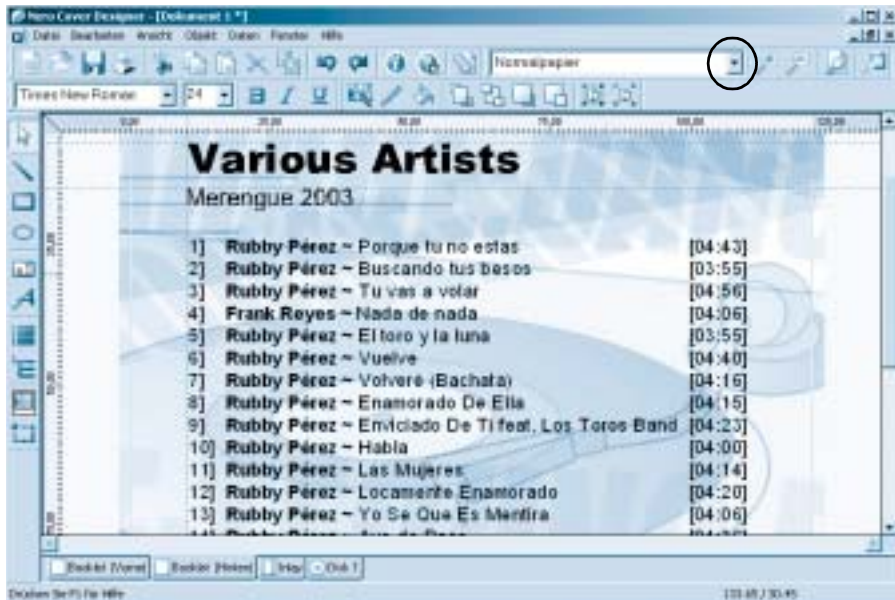 Nero Cover Designer - [Dokument 1 *]
Datei Bearbeiten Ansicht Objekt Daten Fenster Hilfe
Normalpapier
Times New Roman 24
Various Artists
Merengue 2003
1] Rubby Pérez ~ Porque tu no estas [04:43]
2] Rubby Pérez ~ Buscando tus besos [03:55]
3] Rubby Pérez ~ Tu vas a volar [04:56]
4] Frank Reyes ~ Nada de nada [04:06]
5] Rubby Pérez ~ El toro y la luna [03:55]
6] Rubby Pérez ~ Vuelve [04:40]
7] Rubby Pérez ~ Volveré (Bachata) [04:16]
8] Rubby Pérez ~ Enamorado De Ella [04:15]
9] Rubby Pérez ~ Enviciado De Ti feat. Los Toros Band [04:23]
10] Rubby Pérez ~ Habla [04:00]
11] Rubby Pérez ~ Las Mujeres [04:14]
12] Rubby Pérez ~ Locamente Enamorado [04:20]
13] Rubby Pérez ~ Yo Se Que Es Mentira [04:06]
Booklet Booklet Inlay Disk 1
Drücken Sie F1 für Hilfe